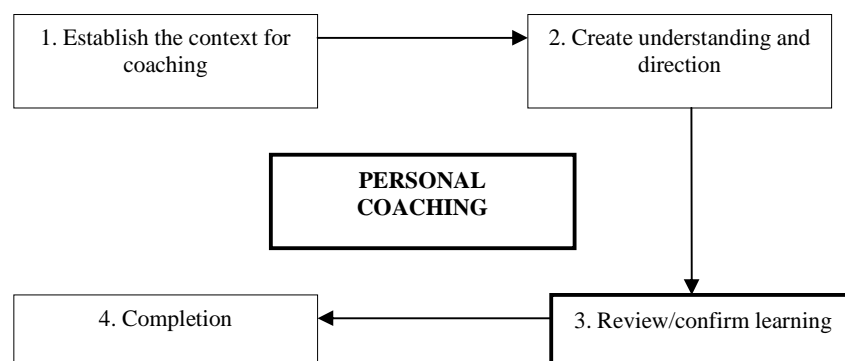 1. Establish the context for
coaching
2. Create understanding and
direction
PERSONAL
COACHING
4. Completion
3. Review/confirm learning